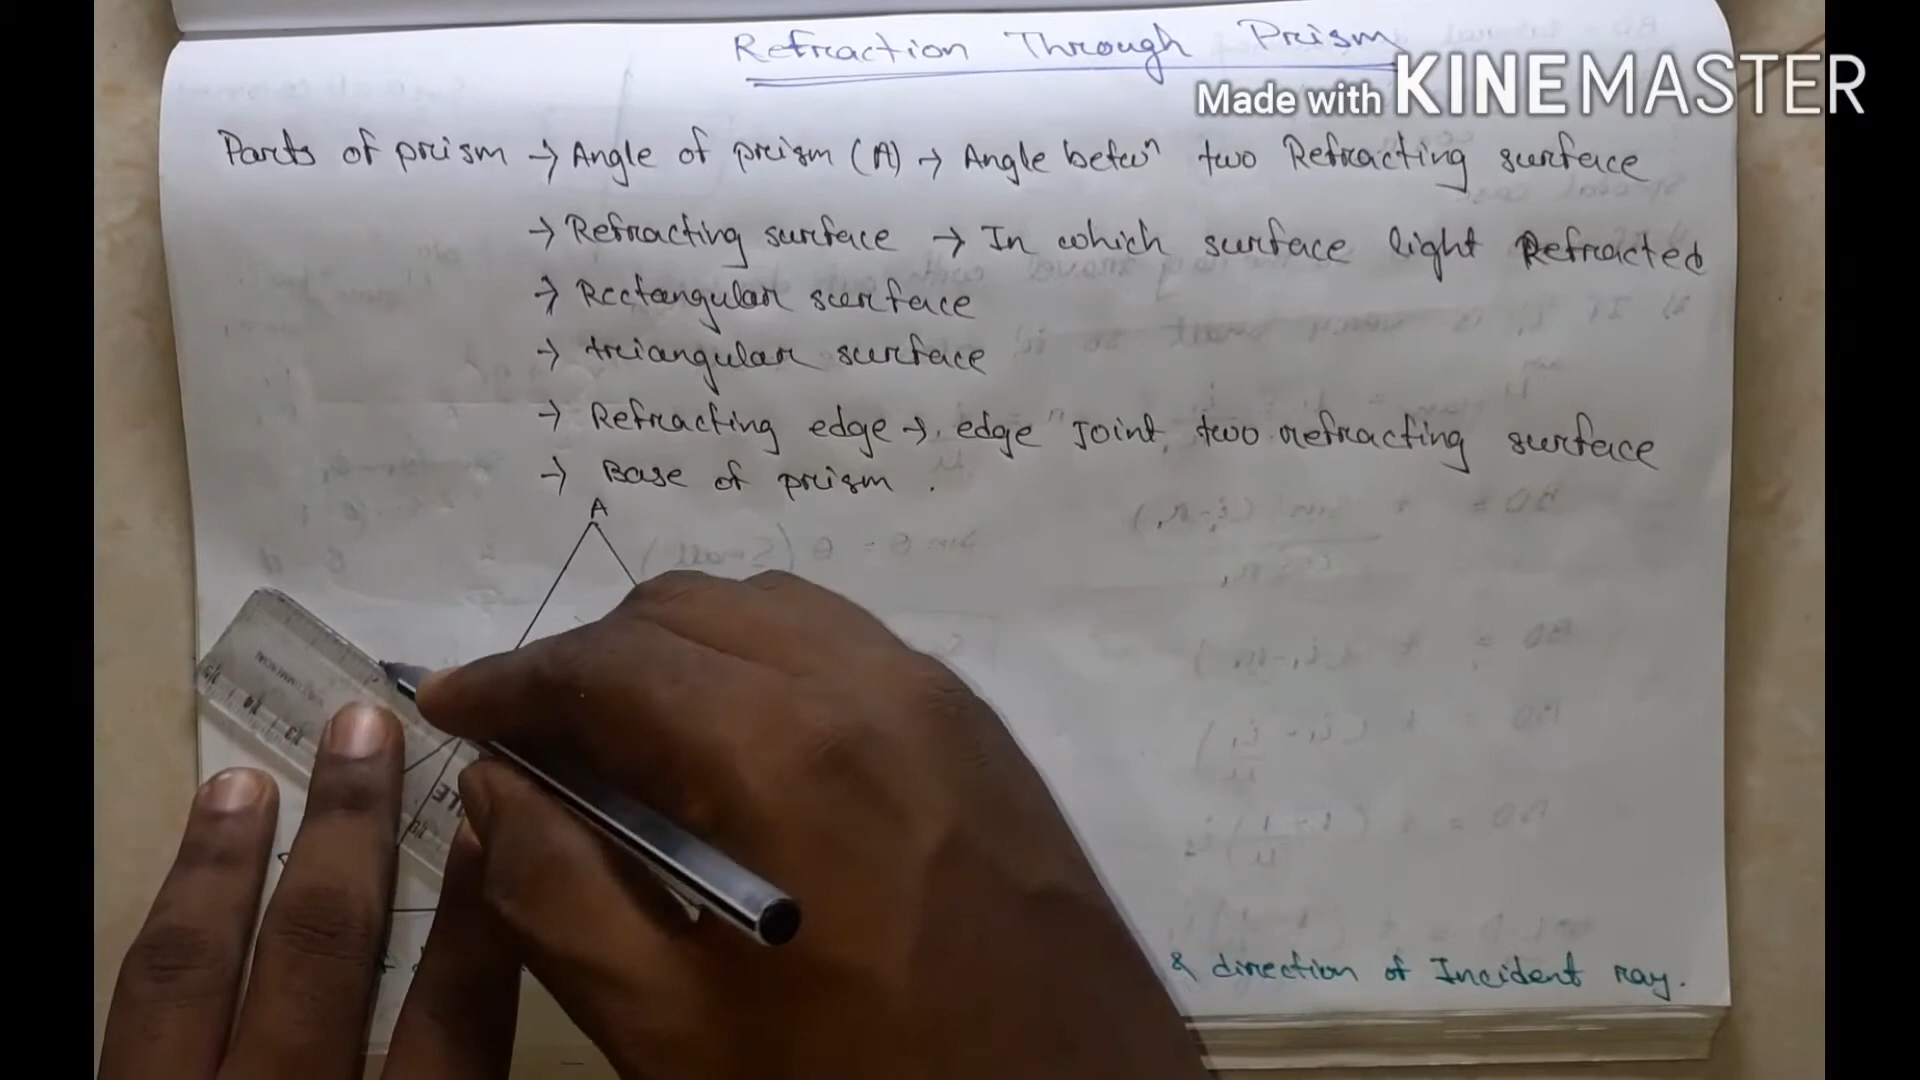 Refraction Through Prism
Made with KINEMASTER
Parts of prism → Angle of prism (A) → Angle betwⁿ two Refracting surface
→ Refracting surface → In which surface light Refracted
→ Rectangular surface
→ triangular surface
→ Refracting edge → edge Joint two refracting surface
→ Base of prism .
A
& direction of Incident ray.